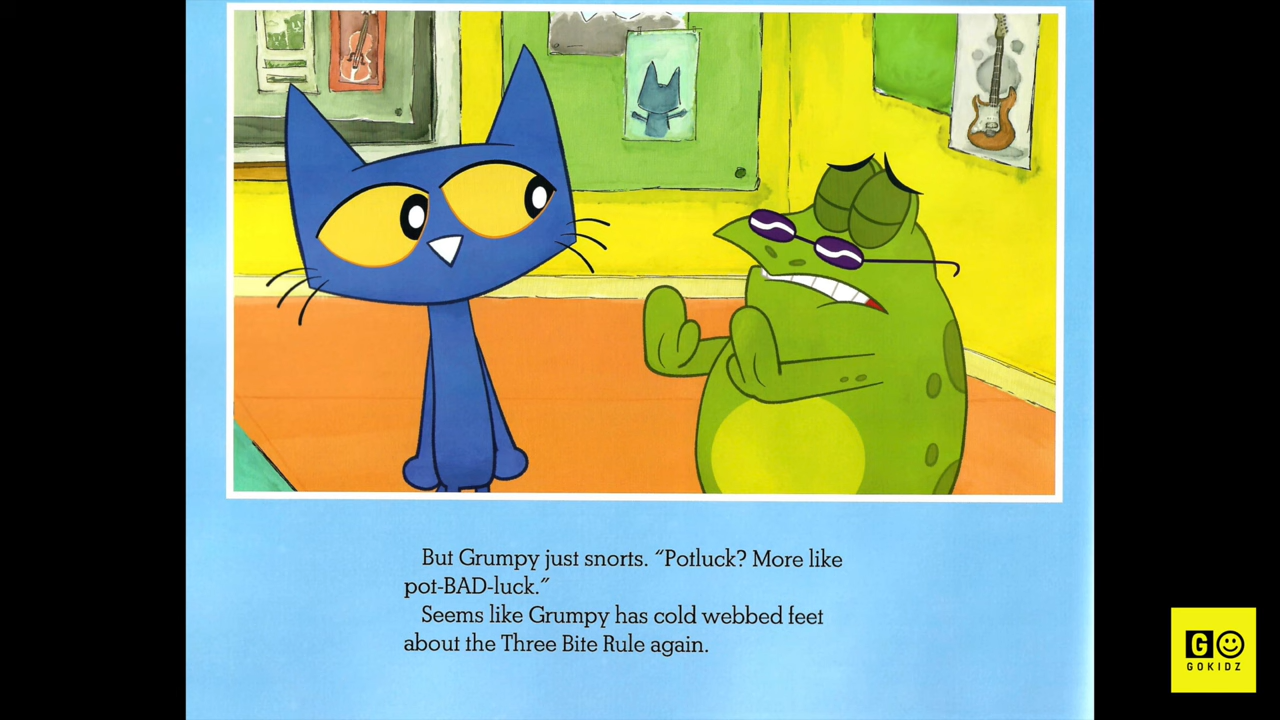 But Grumpy just snorts. “Potluck? More like
pot-BAD-luck.”
Seems like Grumpy has cold webbed feet
about the Three Bite Rule again.
G
GOKIDZ